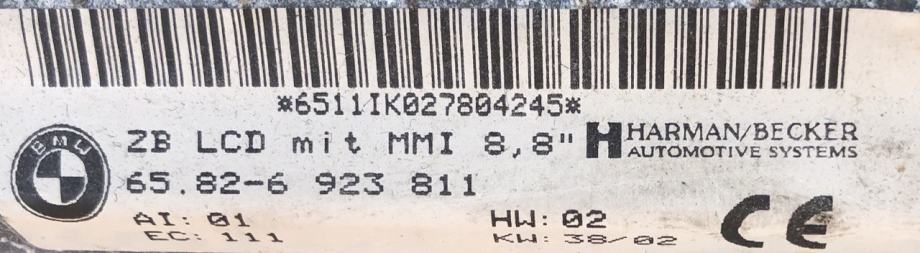 *6511IK027804245*
BMW
ZB LCD mit MMI 8,8"
HARMAN/BECKER
AUTOMOTIVE SYSTEMS
65.82-6 923 811
AI: 01
HW: 02
EC: 111
KW: 38/02
CE